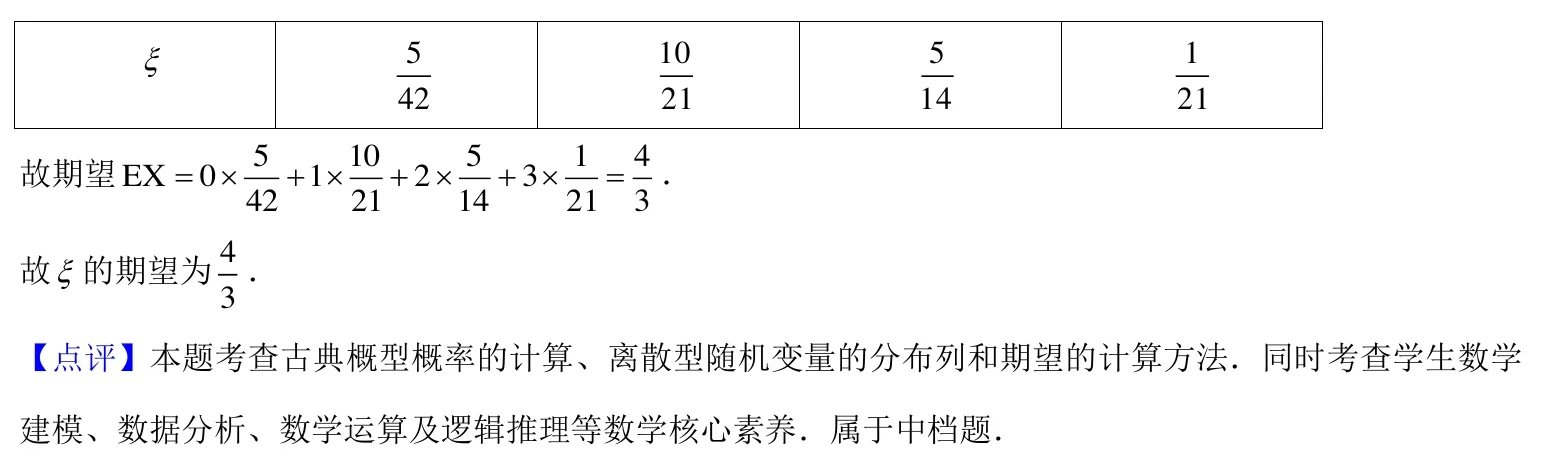 ξ 5/42 10/21 5/14 1/21
故期望 EX = 0×5/42+1×10/21+2×5/14+3×1/21=4/3．
故 ξ 的期望为 4/3．
【点评】本题考查古典概型概率的计算、离散型随机变量的分布列和期望的计算方法．同时考查学生数学
建模、数据分析、数学运算及逻辑推理等数学核心素养．属于中档题．